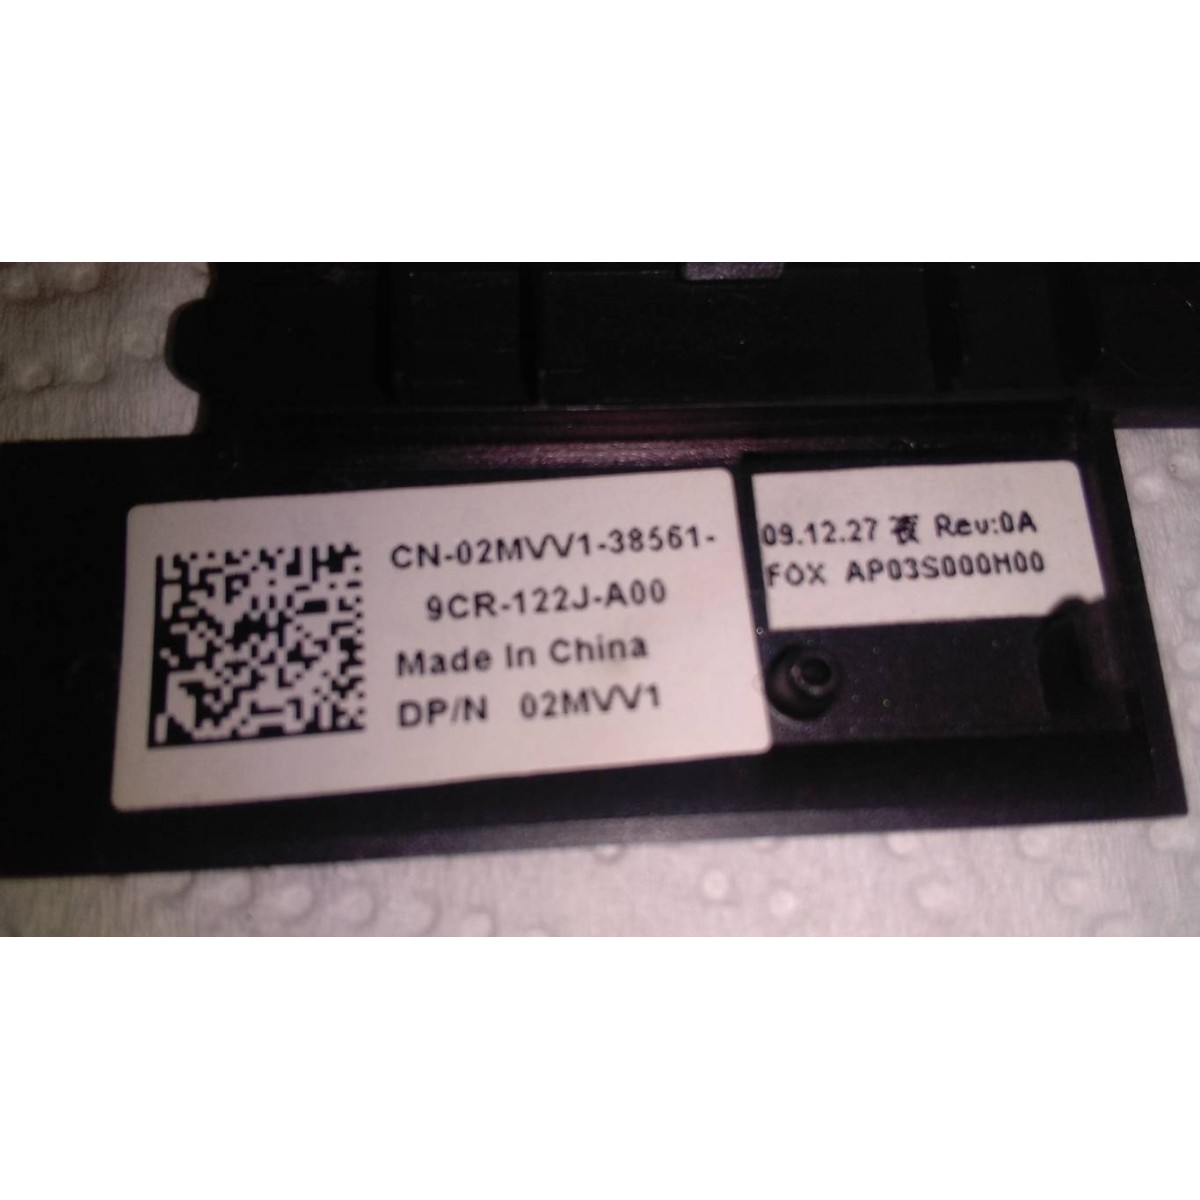 CN-02MVV1-38561-
9CR-122J-A00
Made In China
DP/N 02MVV1
09.12.27 夜 Rev:0A
FOX AP03S000H00